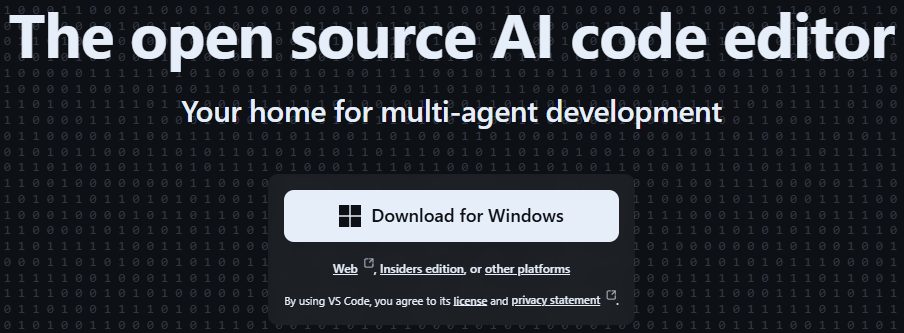 The open source AI code editor
Your home for multi-agent development
Download for Windows
Web, Insiders edition, or other platforms
By using VS Code, you agree to its license and privacy statement.